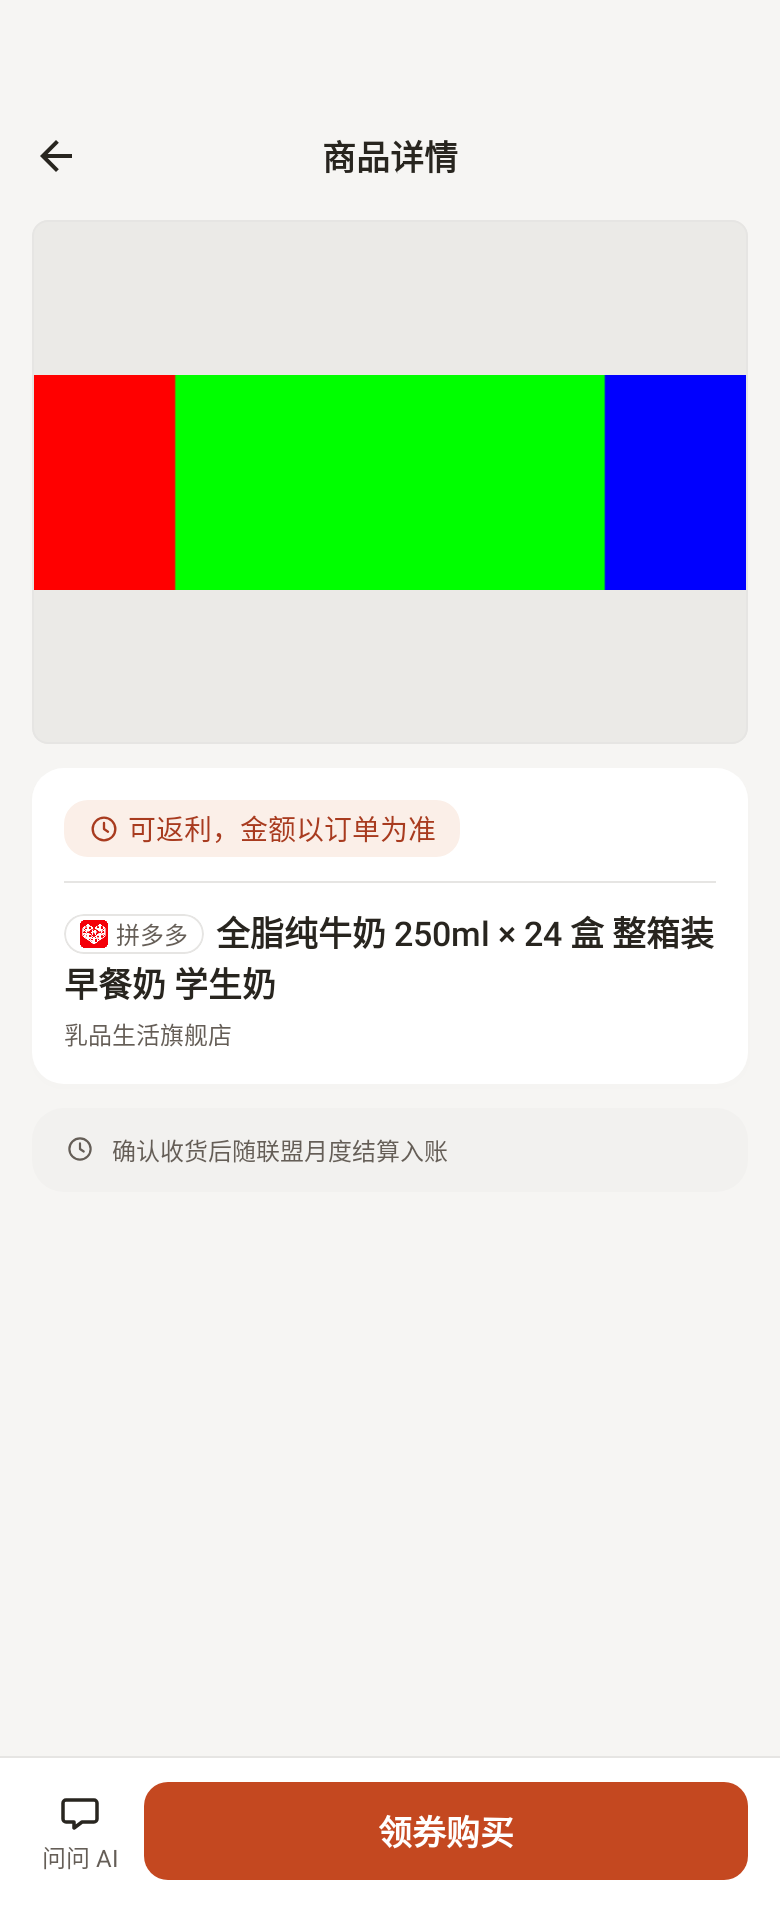 商品详情
可返利，金额以订单为准
拼多多 全脂纯牛奶 250ml × 24 盒 整箱装
早餐奶 学生奶
乳品生活旗舰店
确认收货后随联盟月度结算入账
问问 AI
领券购买